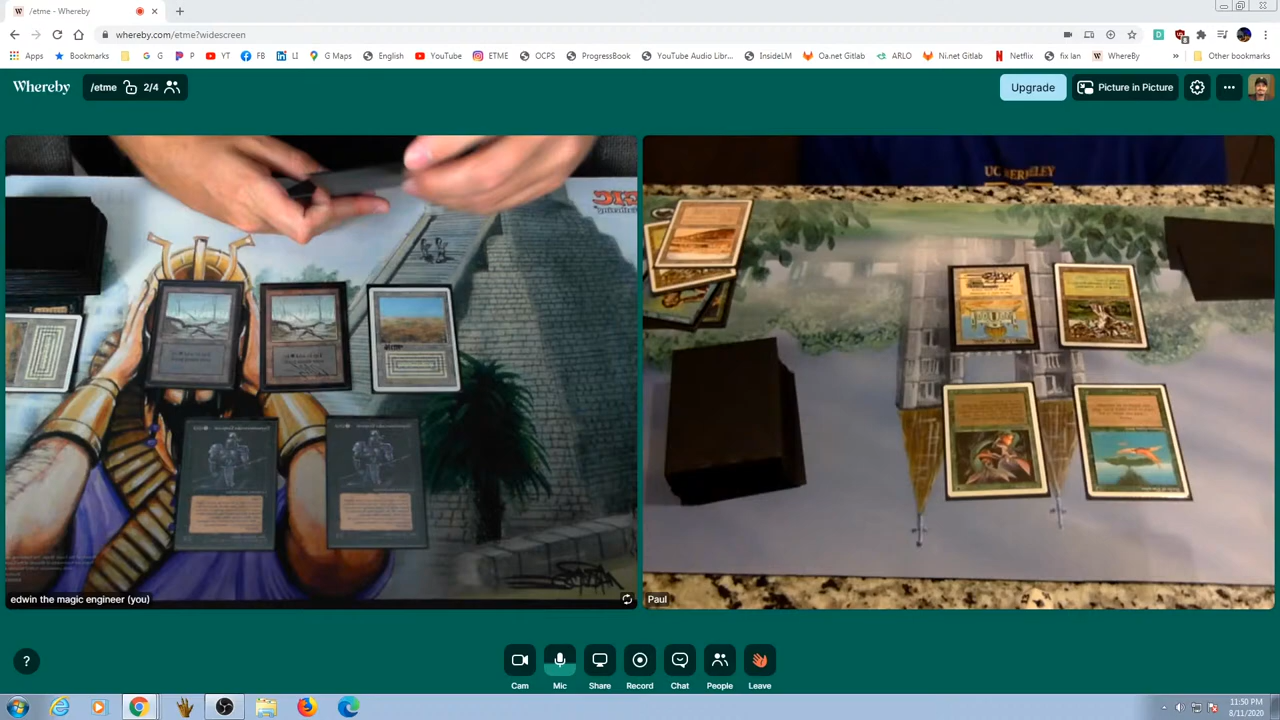 /etme - Whereby
whereby.com/etme?widescreen
Apps
Bookmarks
G
P
YT
FB
LI
G Maps
English
YouTube
ETME
OCPS
ProgressBook
YouTube Audio Libr...
InsideLM
Oa.net Gitlab
ARLO
Ni.net Gitlab
Netflix
fix lan
WhereBy
»
Other bookmarks
Whereby
/etme
2/4
Upgrade
Picture in Picture
UC BERKELEY
edwin the magic engineer (you)
Paul
?
Cam
Mic
Share
Record
Chat
People
Leave
11:50 PM
8/11/2020